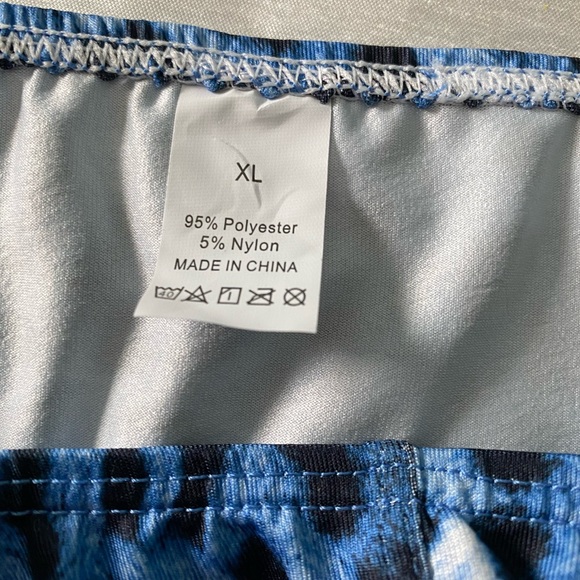 XL
95% Polyester
5% Nylon
MADE IN CHINA